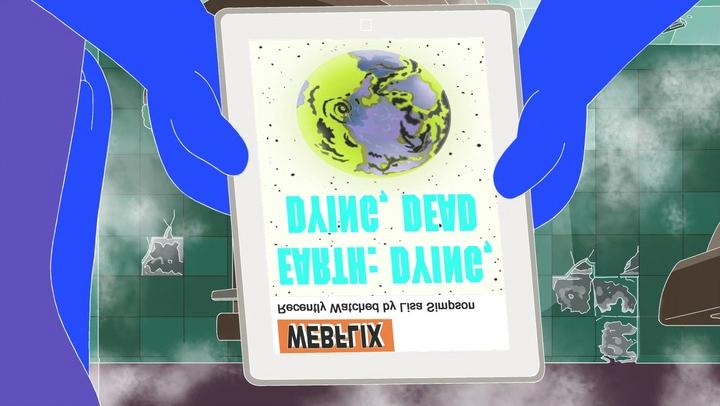 WEBFLIX
Recently Watched by Lisa Simpson
EARTH: DYING,
DYING, DEAD